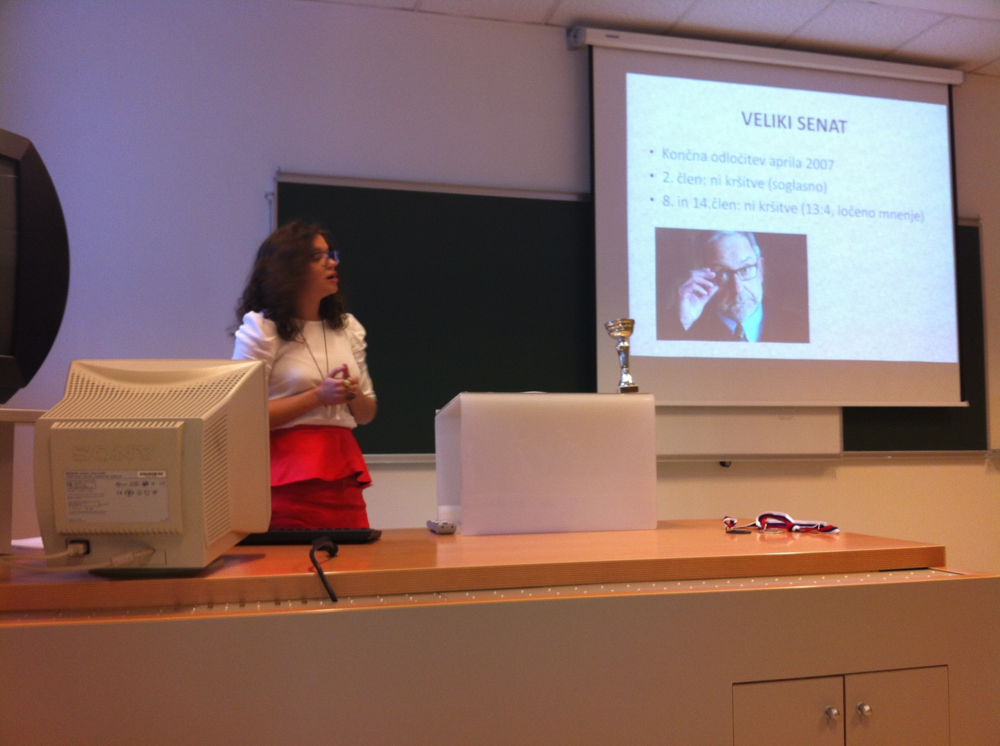 VELIKI SENAT
• Končna odločitev aprila 2007
• 2. člen: ni kršitve (soglasno)
• 8. in 14.člen: ni kršitve (13:4, ločeno mnenje)
SONY